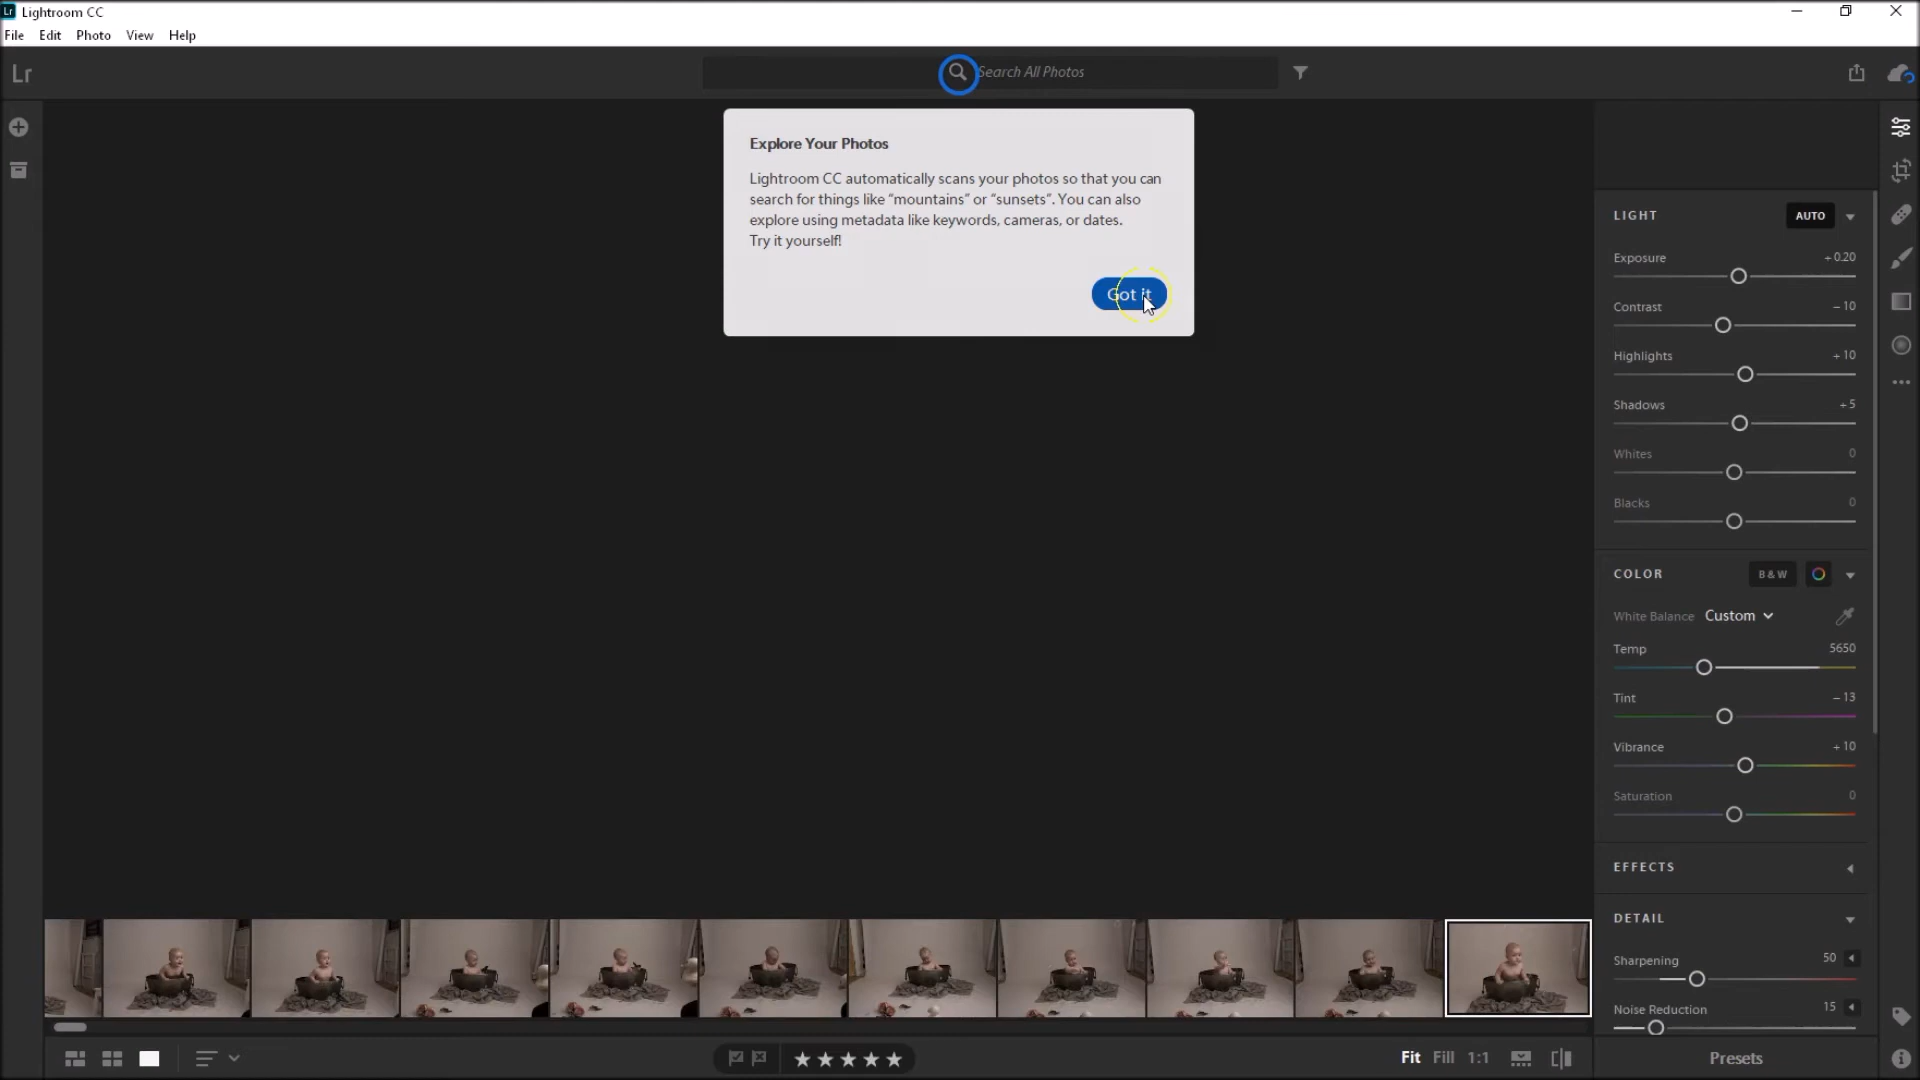 Lr Lightroom CC
File Edit Photo View Help
Lr
Search All Photos
Explore Your Photos
Lightroom CC automatically scans your photos so that you can
search for things like “mountains” or “sunsets”. You can also
explore using metadata like keywords, cameras, or dates.
Try it yourself!
Got it
LIGHT AUTO
Exposure +0.20
Contrast –10
Highlights +10
Shadows +5
Whites 0
Blacks 0
COLOR B&W
White Balance Custom
Temp 5650
Tint –13
Vibrance +10
Saturation 0
EFFECTS
DETAIL
Sharpening 50
Noise Reduction 15
Fit Fill 1:1
Presets